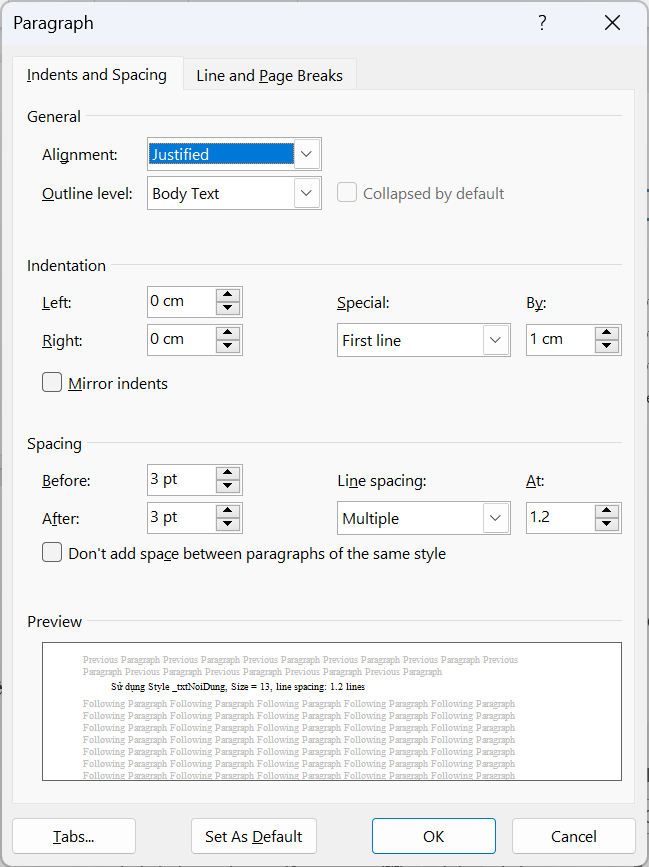 Paragraph ?
Indents and Spacing Line and Page Breaks
General
Alignment: Justified
Outline level: Body Text Collapsed by default
Indentation
Left: 0 cm Special: By:
Right: 0 cm First line 1 cm
Mirror indents
Spacing
Before: 3 pt Line spacing: At:
After: 3 pt Multiple 1.2
Don't add space between paragraphs of the same style
Preview
Previous Paragraph Previous Paragraph Previous Paragraph Previous Paragraph Previous Paragraph Previous
Paragraph Previous Paragraph Previous Paragraph Previous Paragraph Previous Paragraph
Sử dụng Style _txtNoiDung, Size = 13, line spacing: 1.2 lines
Following Paragraph Following Paragraph Following Paragraph Following Paragraph Following Paragraph
Following Paragraph Following Paragraph Following Paragraph Following Paragraph Following Paragraph
Following Paragraph Following Paragraph Following Paragraph Following Paragraph Following Paragraph
Following Paragraph Following Paragraph Following Paragraph Following Paragraph Following Paragraph
Following Paragraph Following Paragraph Following Paragraph Following Paragraph Following Paragraph
Following Paragraph Following Paragraph Following Paragraph Following Paragraph Following Paragraph
Following Paragraph Following Paragraph Following Paragraph Following Paragraph Following Paragraph
Tabs... Set As Default OK Cancel